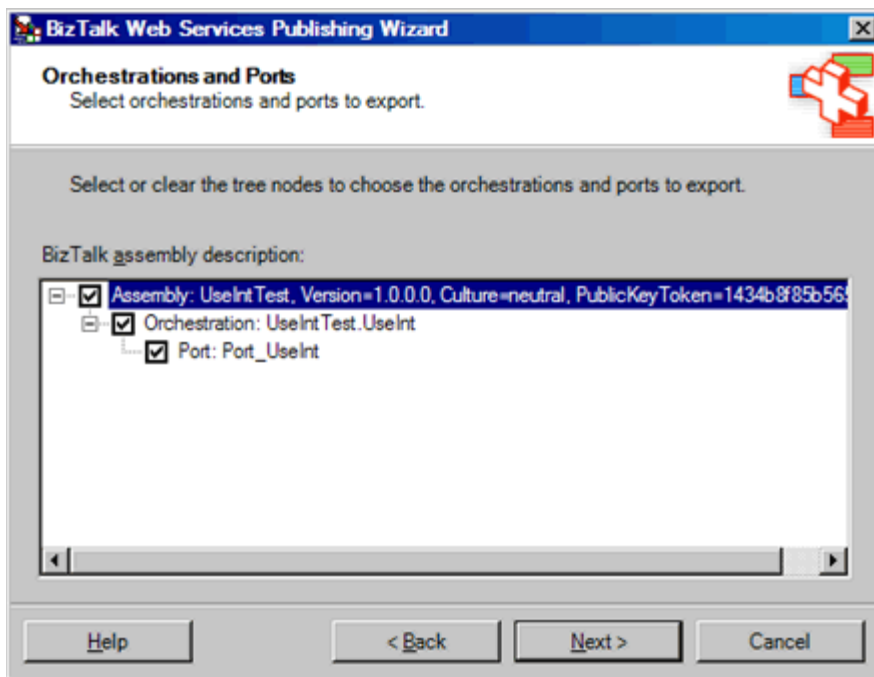 BizTalk Web Services Publishing Wizard
Orchestrations and Ports
Select orchestrations and ports to export.
Select or clear the tree nodes to choose the orchestrations and ports to export.
BizTalk assembly description:
Assembly: UseIntTest, Version=1.0.0.0, Culture=neutral, PublicKeyToken=1434b8f85b565
Orchestration: UseIntTest.UseInt
Port: Port_UseInt
Help
< Back
Next >
Cancel